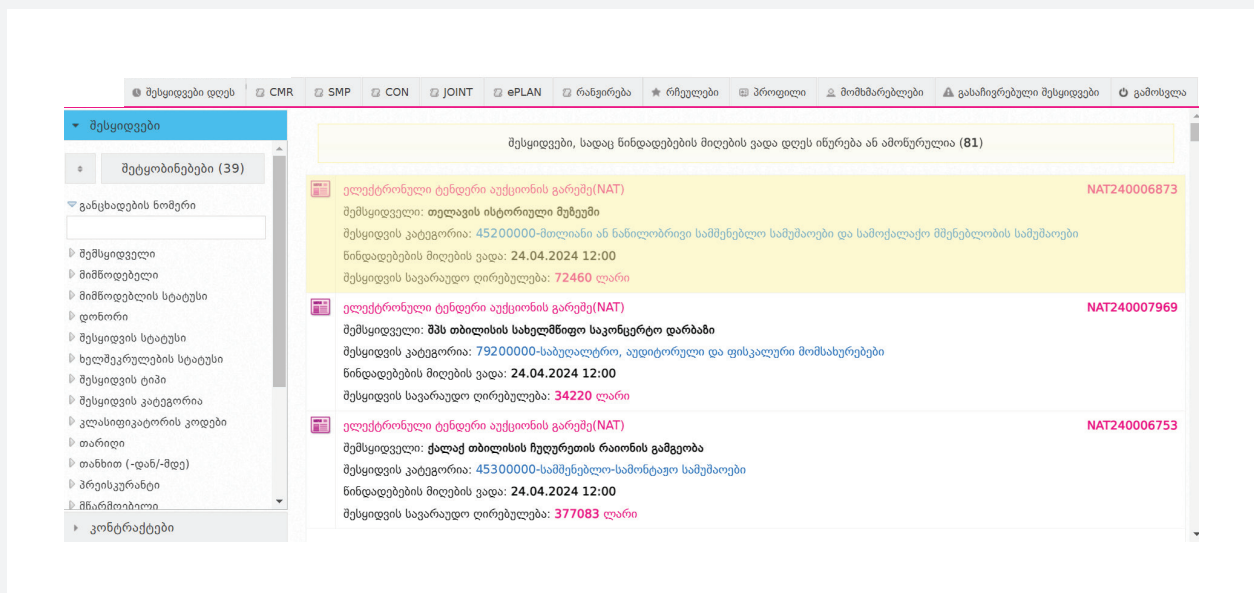 შესყიდვები დღეს CMR SMP CON JOINT ePLAN რანჟირება რჩეულები პროფილი მომხმარებლები გასაჩივრებული შესყიდვები გამოსვლა
შესყიდვები
შეტყობინებები (39)
განცხადების ნომერი
შემსყიდველი
მიმწოდებელი
მიმწოდებლის სტატუსი
დონორი
შესყიდვის სტატუსი
ხელშეკრულების სტატუსი
შესყიდვის ტიპი
შესყიდვის კატეგორია
კლასიფიკატორის კოდები
თარიღი
თანხით (-დან/-მდე)
პრეისკურანტი
მწარმოებელი
კონტრაქტები
შესყიდვები, სადაც წინდადებების მიღების ვადა დღეს იწურება ან ამოწურულია (81)
ელექტრონული ტენდერი აუქციონის გარეშე(NAT) NAT240006873
შემსყიდველი: თელავის ისტორიული მუზეუმი
შესყიდვის კატეგორია: 45200000-მთლიანი ან ნაწილობრივი სამშენებლო სამუშაოები და სამოქალაქო მშენებლობის სამუშაოები
წინდადებების მიღების ვადა: 24.04.2024 12:00
შესყიდვის სავარაუდო ღირებულება: 72460 ლარი
ელექტრონული ტენდერი აუქციონის გარეშე(NAT) NAT240007969
შემსყიდველი: შპს თბილისის სახელმწიფო საკონცერტო დარბაზი
შესყიდვის კატეგორია: 79200000-საბუღალტრო, აუდიტორული და ფისკალური მომსახურებები
წინდადებების მიღების ვადა: 24.04.2024 12:00
შესყიდვის სავარაუდო ღირებულება: 34220 ლარი
ელექტრონული ტენდერი აუქციონის გარეშე(NAT) NAT240006753
შემსყიდველი: ქალაქ თბილისის ჩუღურეთის რაიონის გამგეობა
შესყიდვის კატეგორია: 45300000-სამშენებლო-სამონტაჟო სამუშაოები
წინდადებების მიღების ვადა: 24.04.2024 12:00
შესყიდვის სავარაუდო ღირებულება: 377083 ლარი